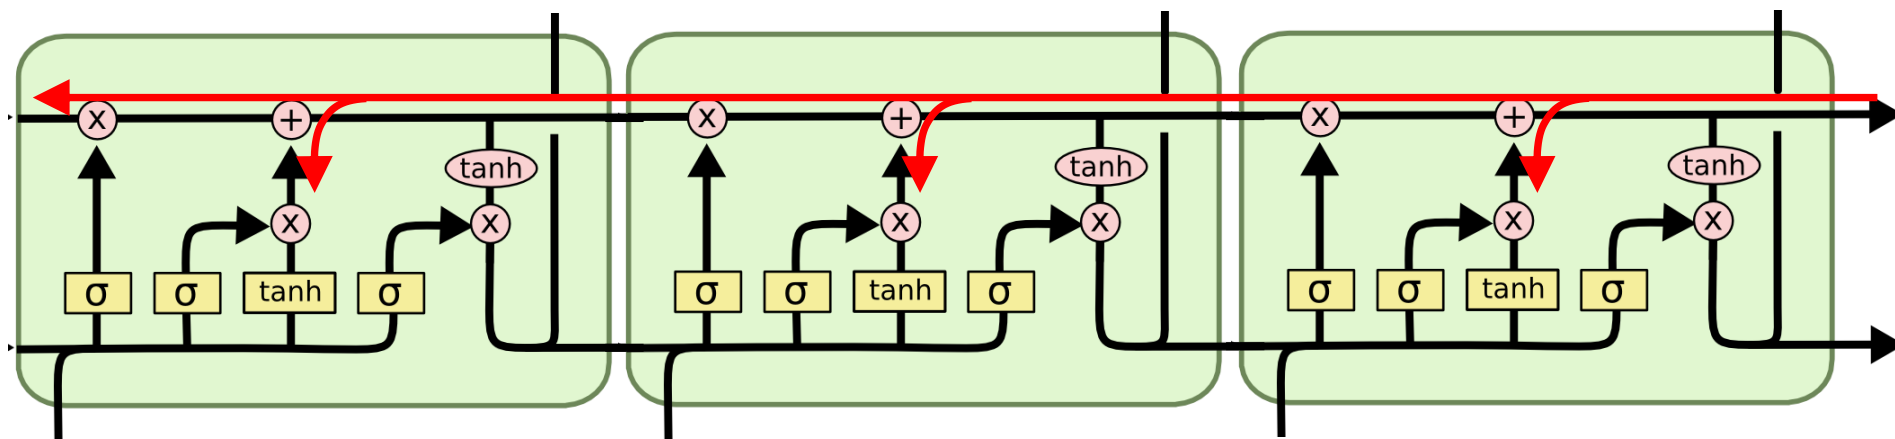 x + x + x +
tanh tanh tanh
x x x x x x
σ σ tanh σ σ σ tanh σ σ σ tanh σ